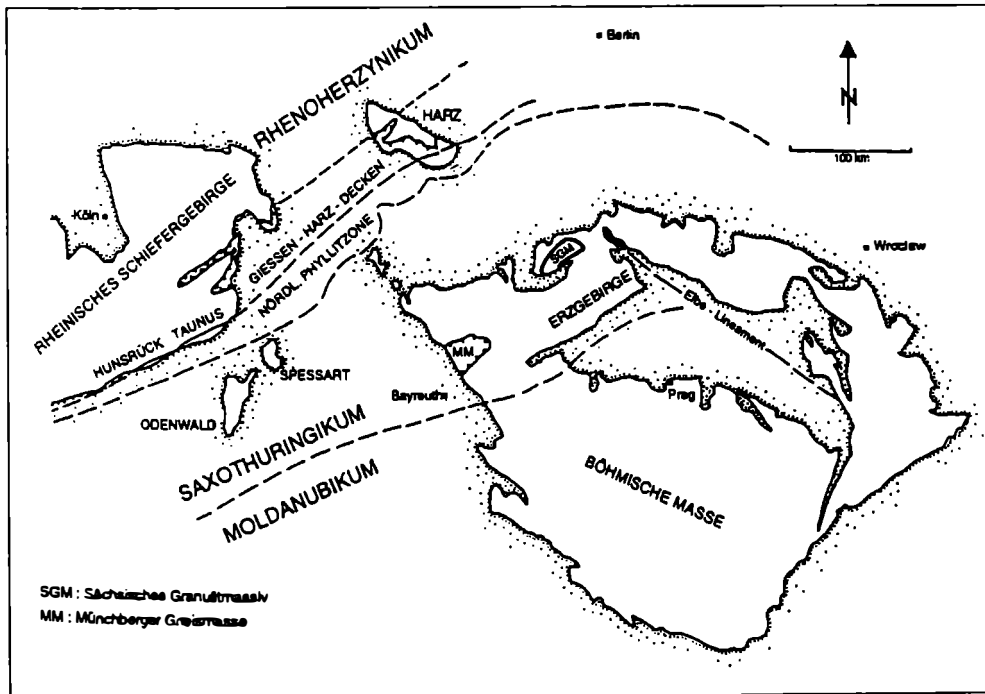 Berlin
N
100 km
RHENOHERZYNIKUM
HARZ
Köln
RHEINISCHES SCHIEFERGEBIRGE
GIESSEN - HARZ - DECKEN
NÖRDL. PHYLLITZONE
HUNSRÜCK TAUNUS
SPESSART
ODENWALD
Wroclaw
SGM
ERZGEBIRGE
Elbe Lineament
MM
Bayreuth
Prag
SAXOTHURINGIKUM
MOLDANUBIKUM
BÖHMISCHE MASSE
SGM : Sächsisches Granulitmassiv
MM : Münchberger Gneismasse